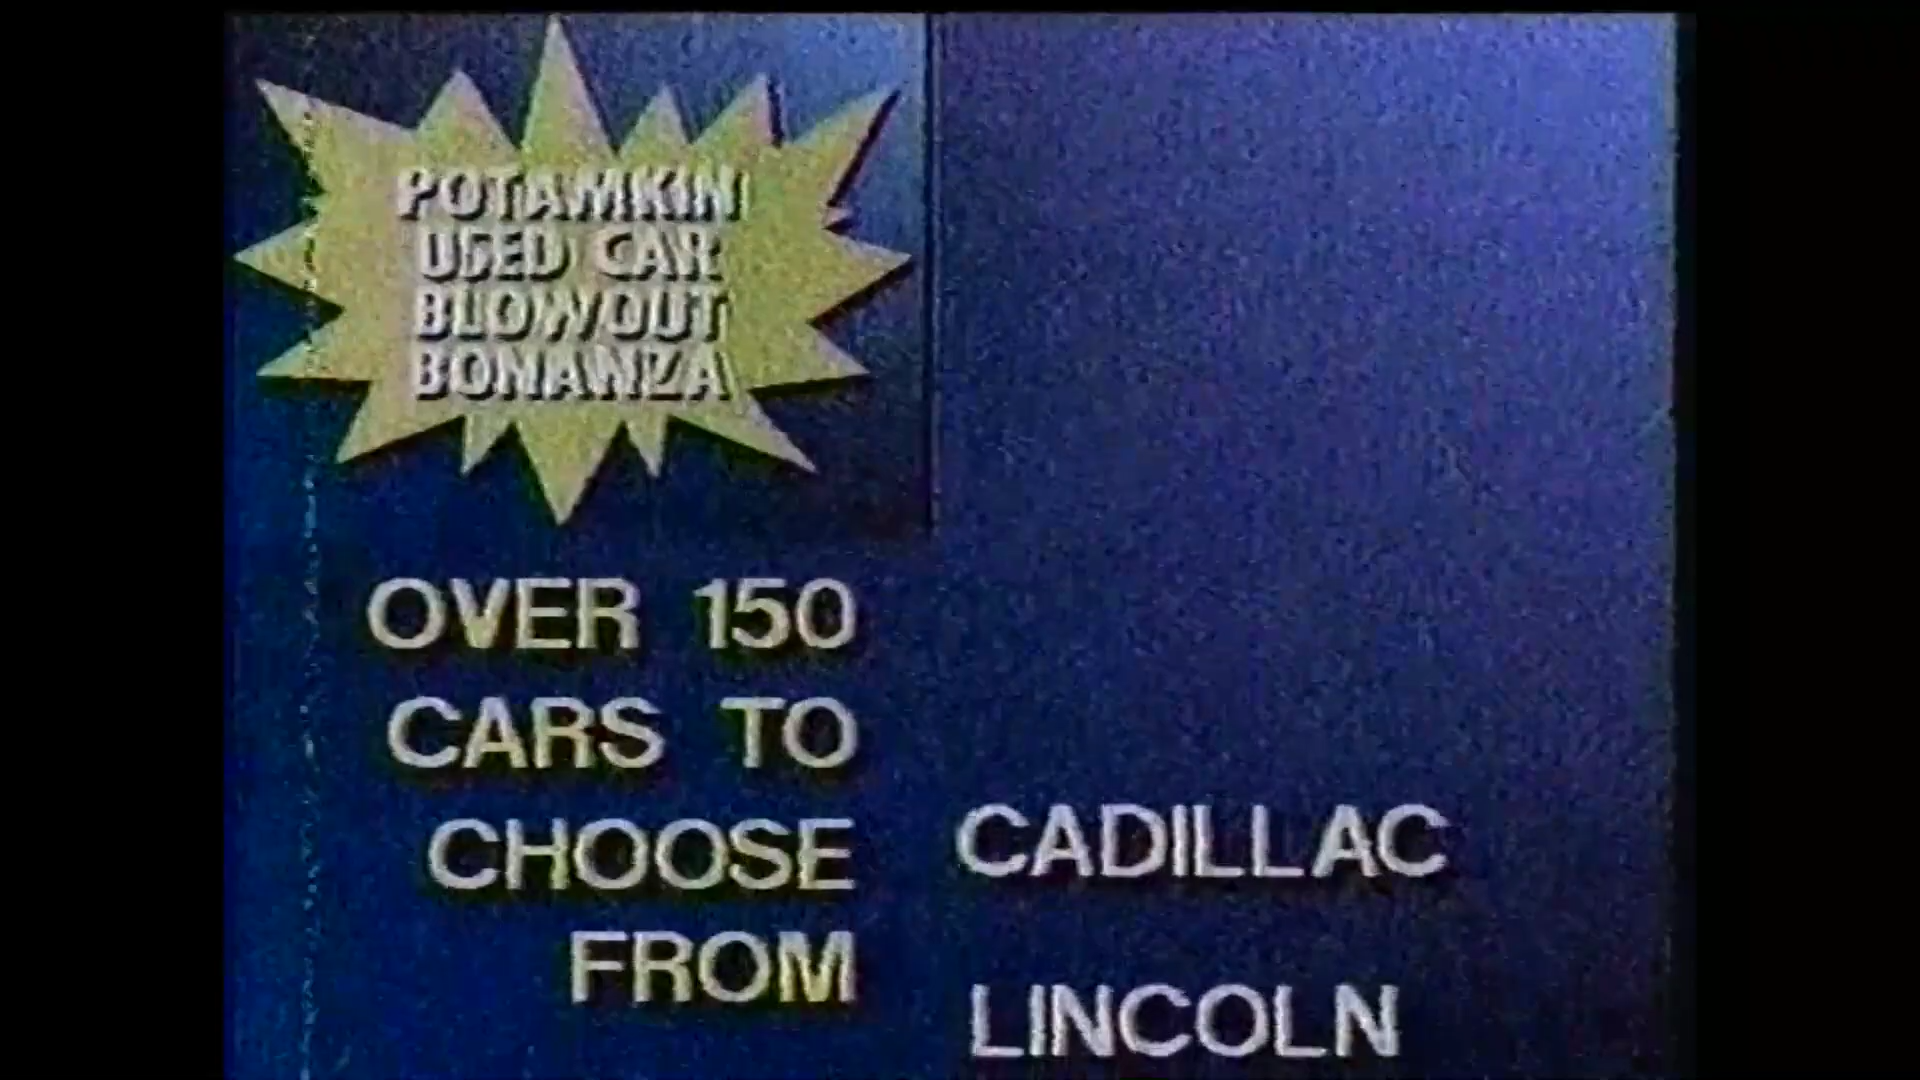 POTAMKIN
USED CAR
BLOWOUT
BONANZA
OVER 150
CARS TO
CHOOSE
FROM
CADILLAC
LINCOLN